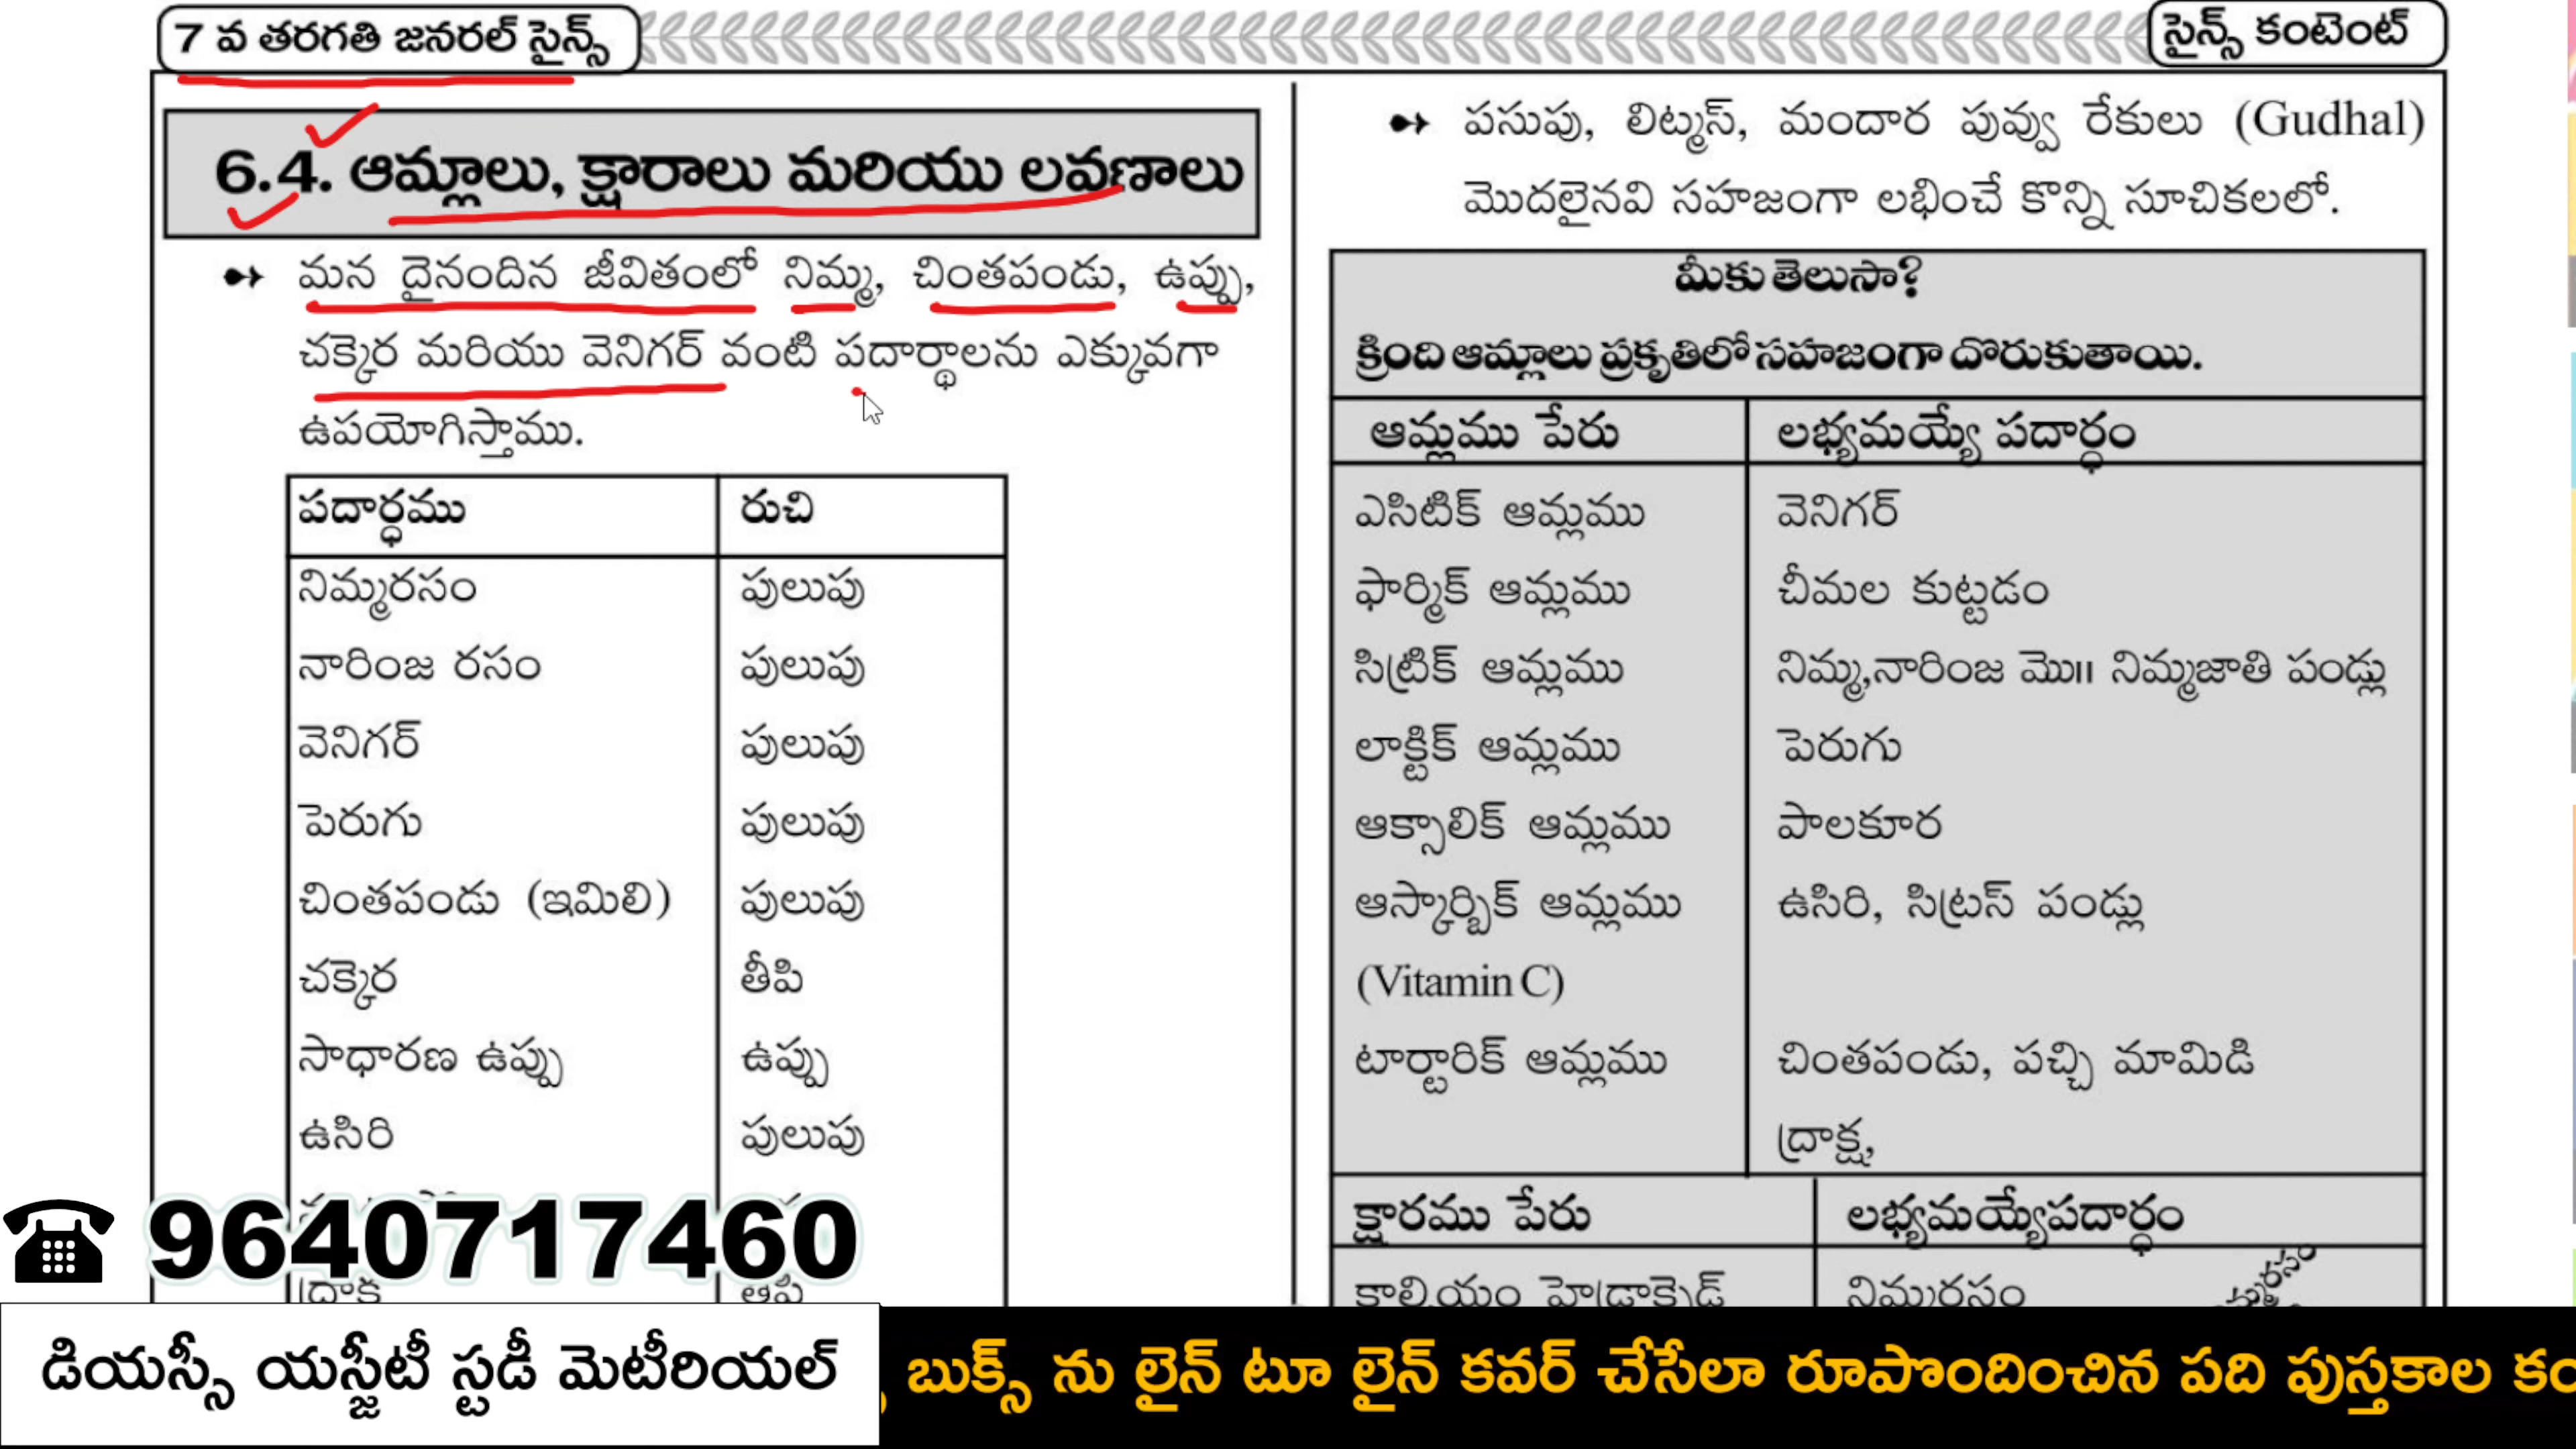 7 వ తరగతి జనరల్ సైన్స్
సైన్స్ కంటెంట్
6.4. ఆమ్లాలు, క్షారాలు మరియు లవణాలు
మన దైనందిన జీవితంలో నిమ్మ, చింతపండు, ఉప్పు,
చక్కెర మరియు వెనిగర్ వంటి పదార్థాలను ఎక్కువగా
ఉపయోగిస్తాము.
పదార్ధము రుచి
నిమ్మరసం పులుపు
నారింజ రసం పులుపు
వెనిగర్ పులుపు
పెరుగు పులుపు
చింతపండు (ఇమిలి) పులుపు
చక్కెర తీపి
సాధారణ ఉప్పు ఉప్పు
ఉసిరి పులుపు
పసుపు, లిట్మస్, మందార పువ్వు రేకులు (Gudhal)
మొదలైనవి సహజంగా లభించే కొన్ని సూచికలలో.
మీకు తెలుసా?
క్రింది ఆమ్లాలు ప్రకృతిలో సహజంగా దొరుకుతాయి.
ఆమ్లము పేరు లభ్యమయ్యే పదార్ధం
ఎసిటిక్ ఆమ్లము వెనిగర్
ఫార్మిక్ ఆమ్లము చీమల కుట్టడం
సిట్రిక్ ఆమ్లము నిమ్మ,నారింజ మొ॥ నిమ్మజాతి పండ్లు
లాక్టిక్ ఆమ్లము పెరుగు
ఆక్సాలిక్ ఆమ్లము పాలకూర
ఆస్కార్బిక్ ఆమ్లము ఉసిరి, సిట్రస్ పండ్లు
(Vitamin C)
టార్టారిక్ ఆమ్లము చింతపండు, పచ్చి మామిడి
ద్రాక్ష,
క్షారము పేరు లభ్యమయ్యేపదార్ధం
కాల్షియం హైడ్రాక్సైడ్ నిమ్మరసం
9640717460
డియస్సీ యస్జీటీ స్టడీ మెటీరియల్
బుక్స్ ను లైన్ టూ లైన్ కవర్ చేసేలా రూపొందించిన పది పుస్తకాల